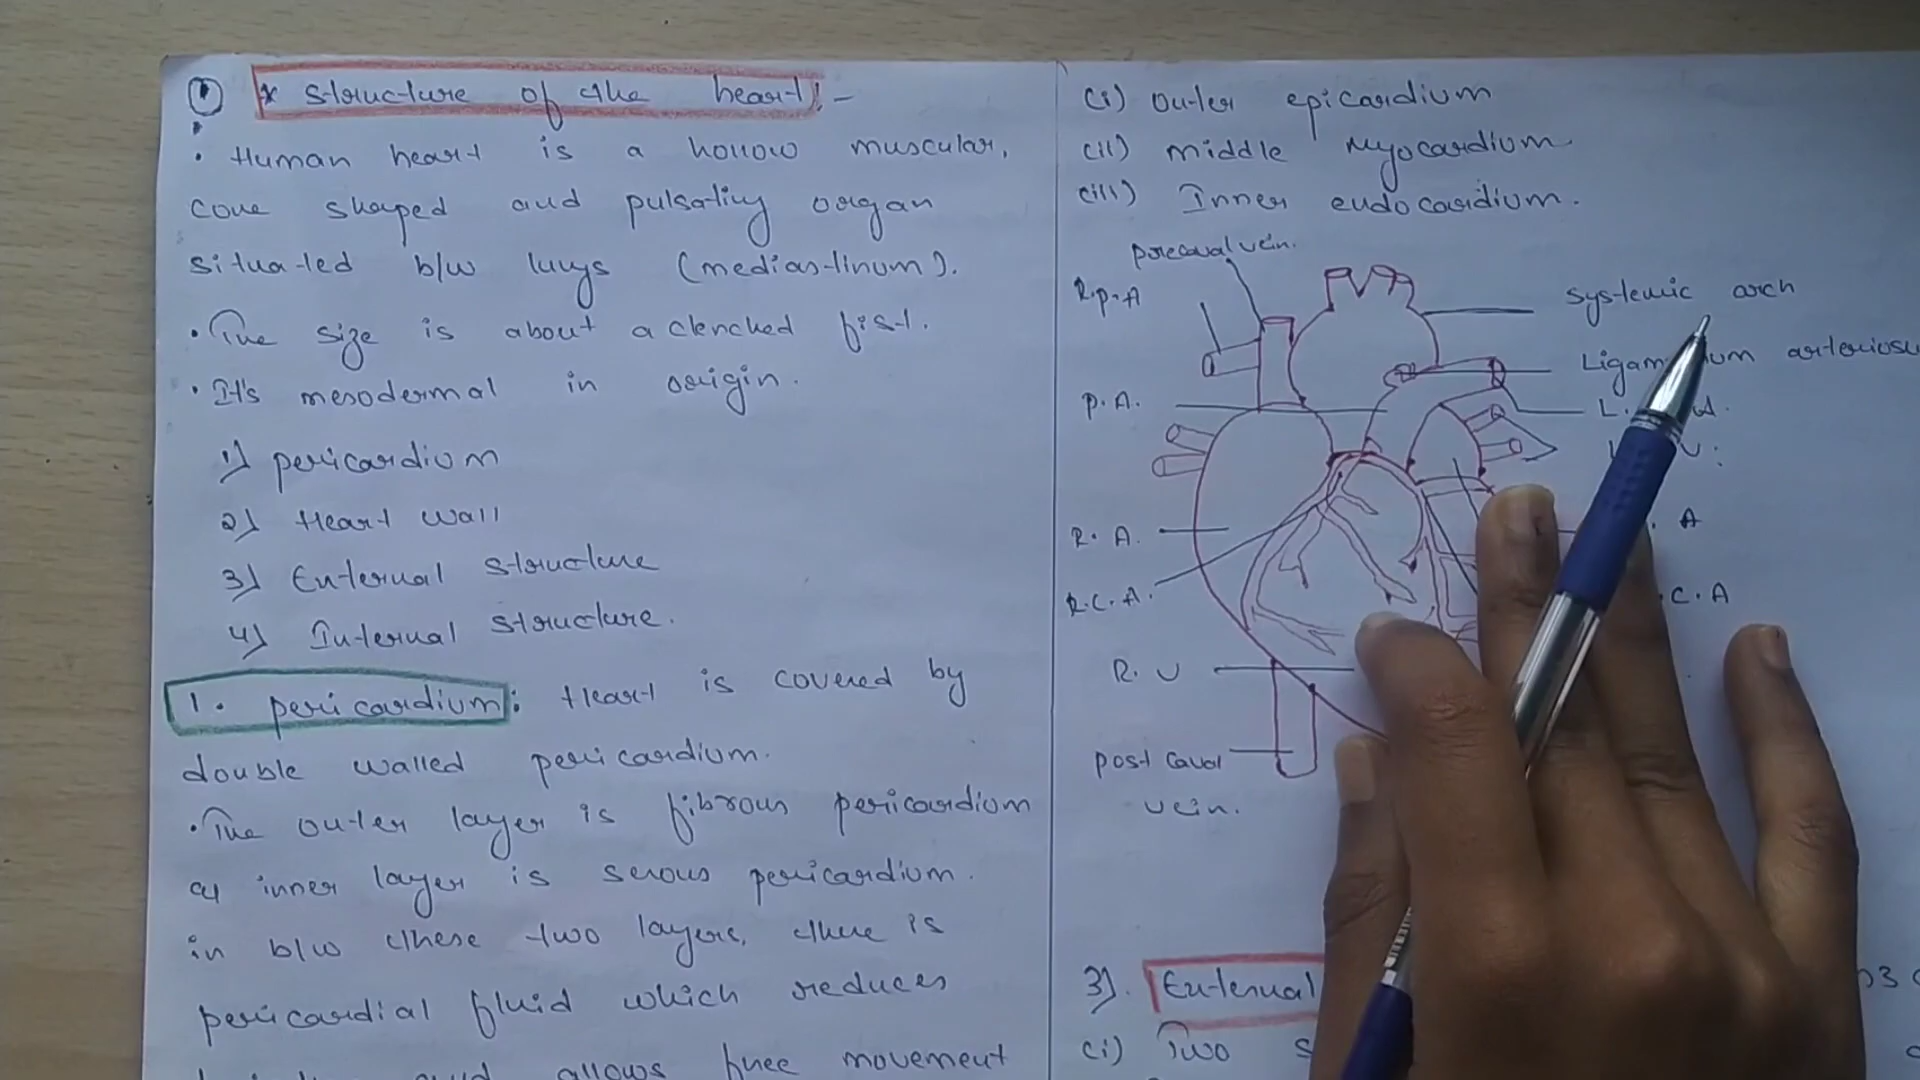 1 * Structure of the heart :-
• Human heart is a hollow muscular,
cone shaped and pulsating organ
situated b/w lungs (mediastinum).
• The size is about a clenched fist.
• It's mesodermal in origin.
1) pericardium
2) Heart wall
3) External structure
4) Internal structure.
1. pericardium : Heart is covered by
double walled pericardium.
• The outer layer is fibrous pericardium
& inner layer is serous pericardium.
in b/w these two layers, there is
pericardial fluid which reduces
and allows free movement
(i) outer epicardium
(ii) middle Myocardium
(iii) Inner endocardium.
precaval vein.
R.P.A
Systemic arch
P.A.
R.A.
A
R.C.A.
C.A
R.V
post caval
vein.
3). External
(i) Two